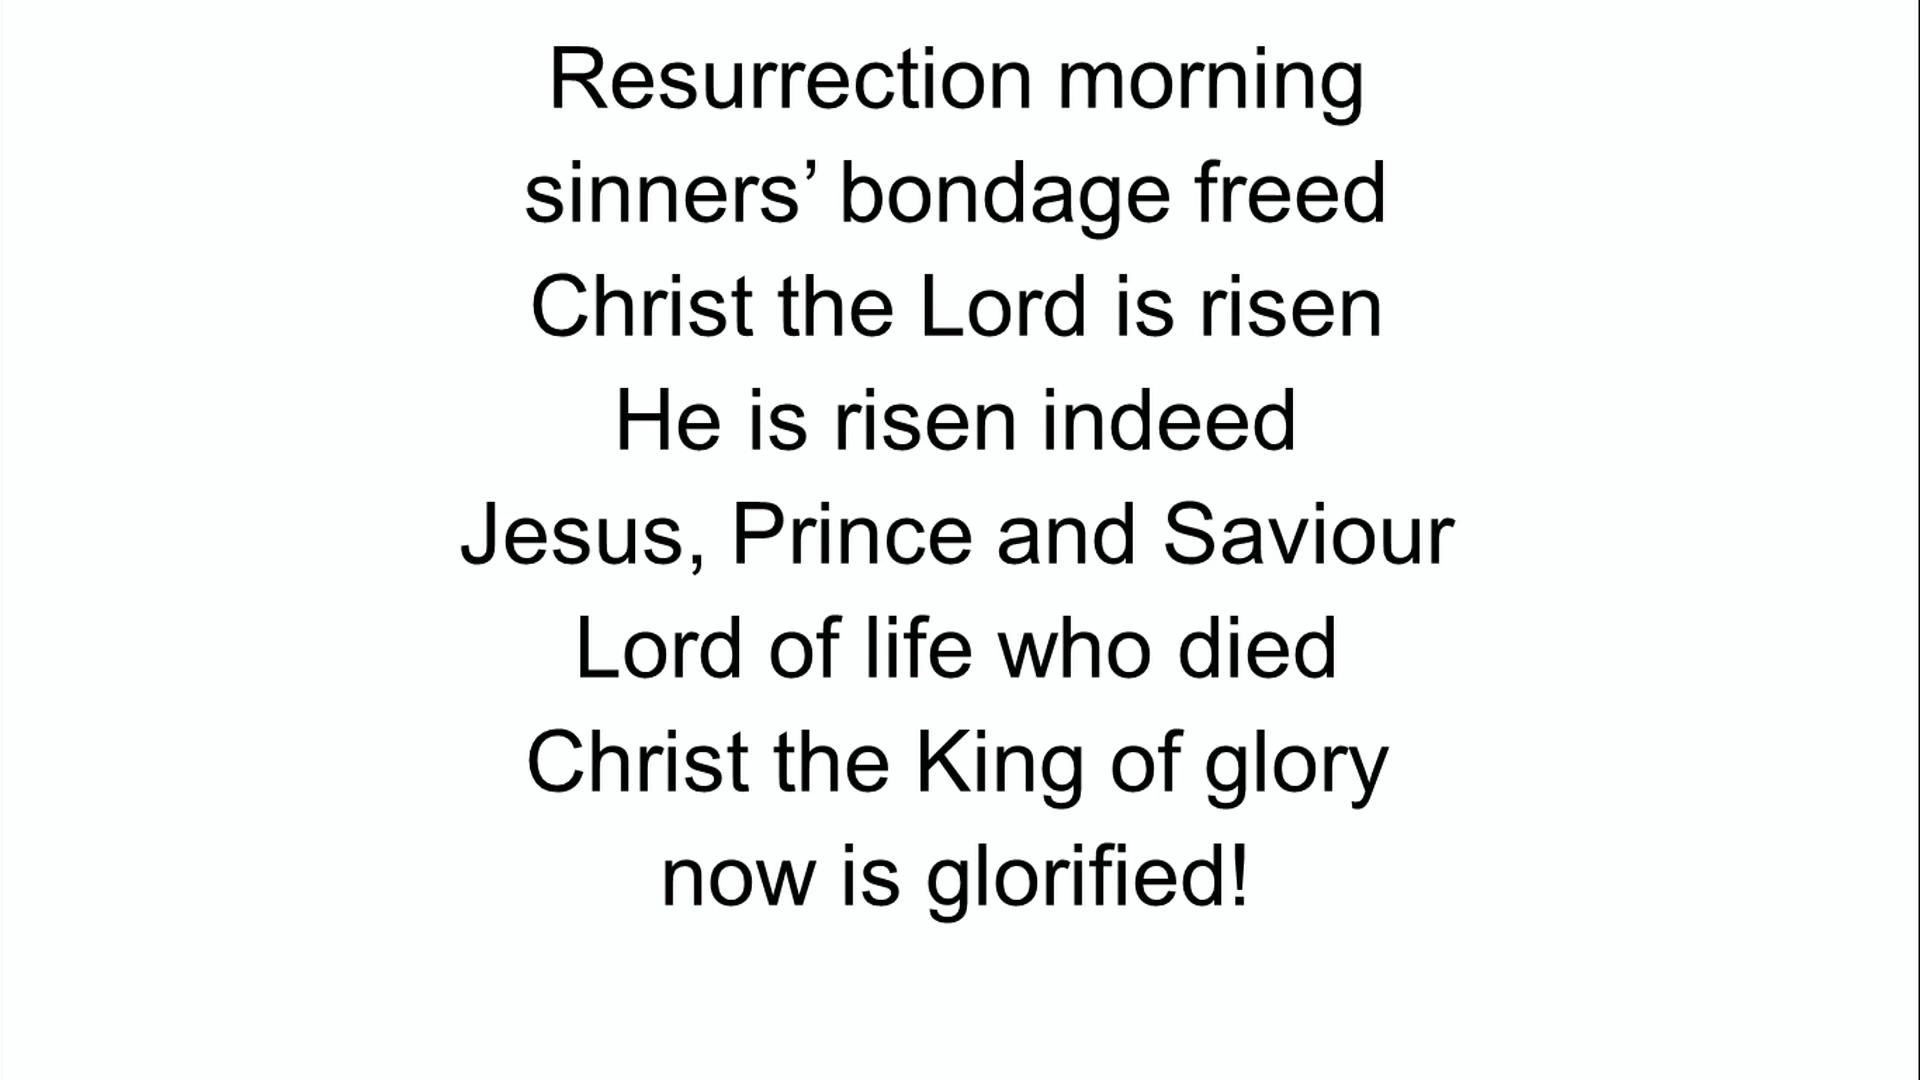 Resurrection morning
sinners’ bondage freed
Christ the Lord is risen
He is risen indeed
Jesus, Prince and Saviour
Lord of life who died
Christ the King of glory
now is glorified!